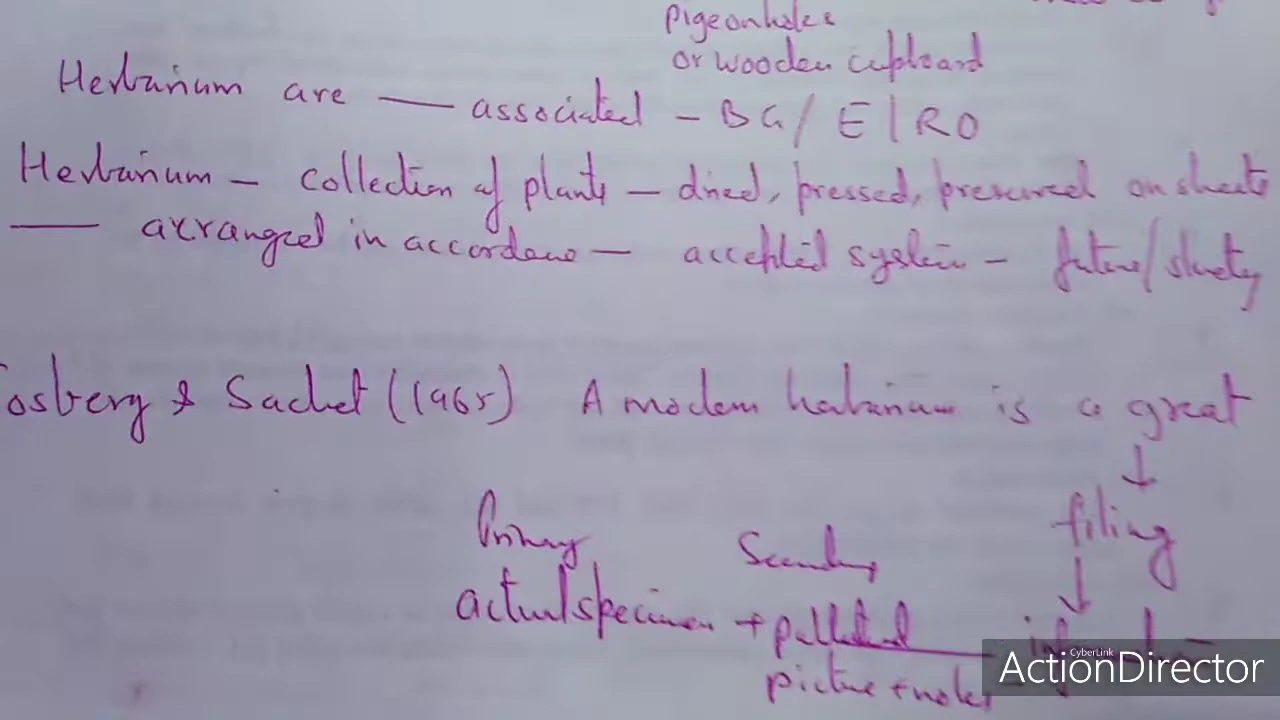 pigeonholes
or wooden cupboard
Herbarium are — associated - BG/ E/RO
Herbarium - collection of plants - dried, pressed, preserved on sheets
— arranged in accordance - accepted system - future/study
osberg & Sachet (1965) A modern herbarium is a great
↓
filing
↓
Primary Secondary
actual specimen +
picture + notes
CyberLink
ActionDirector